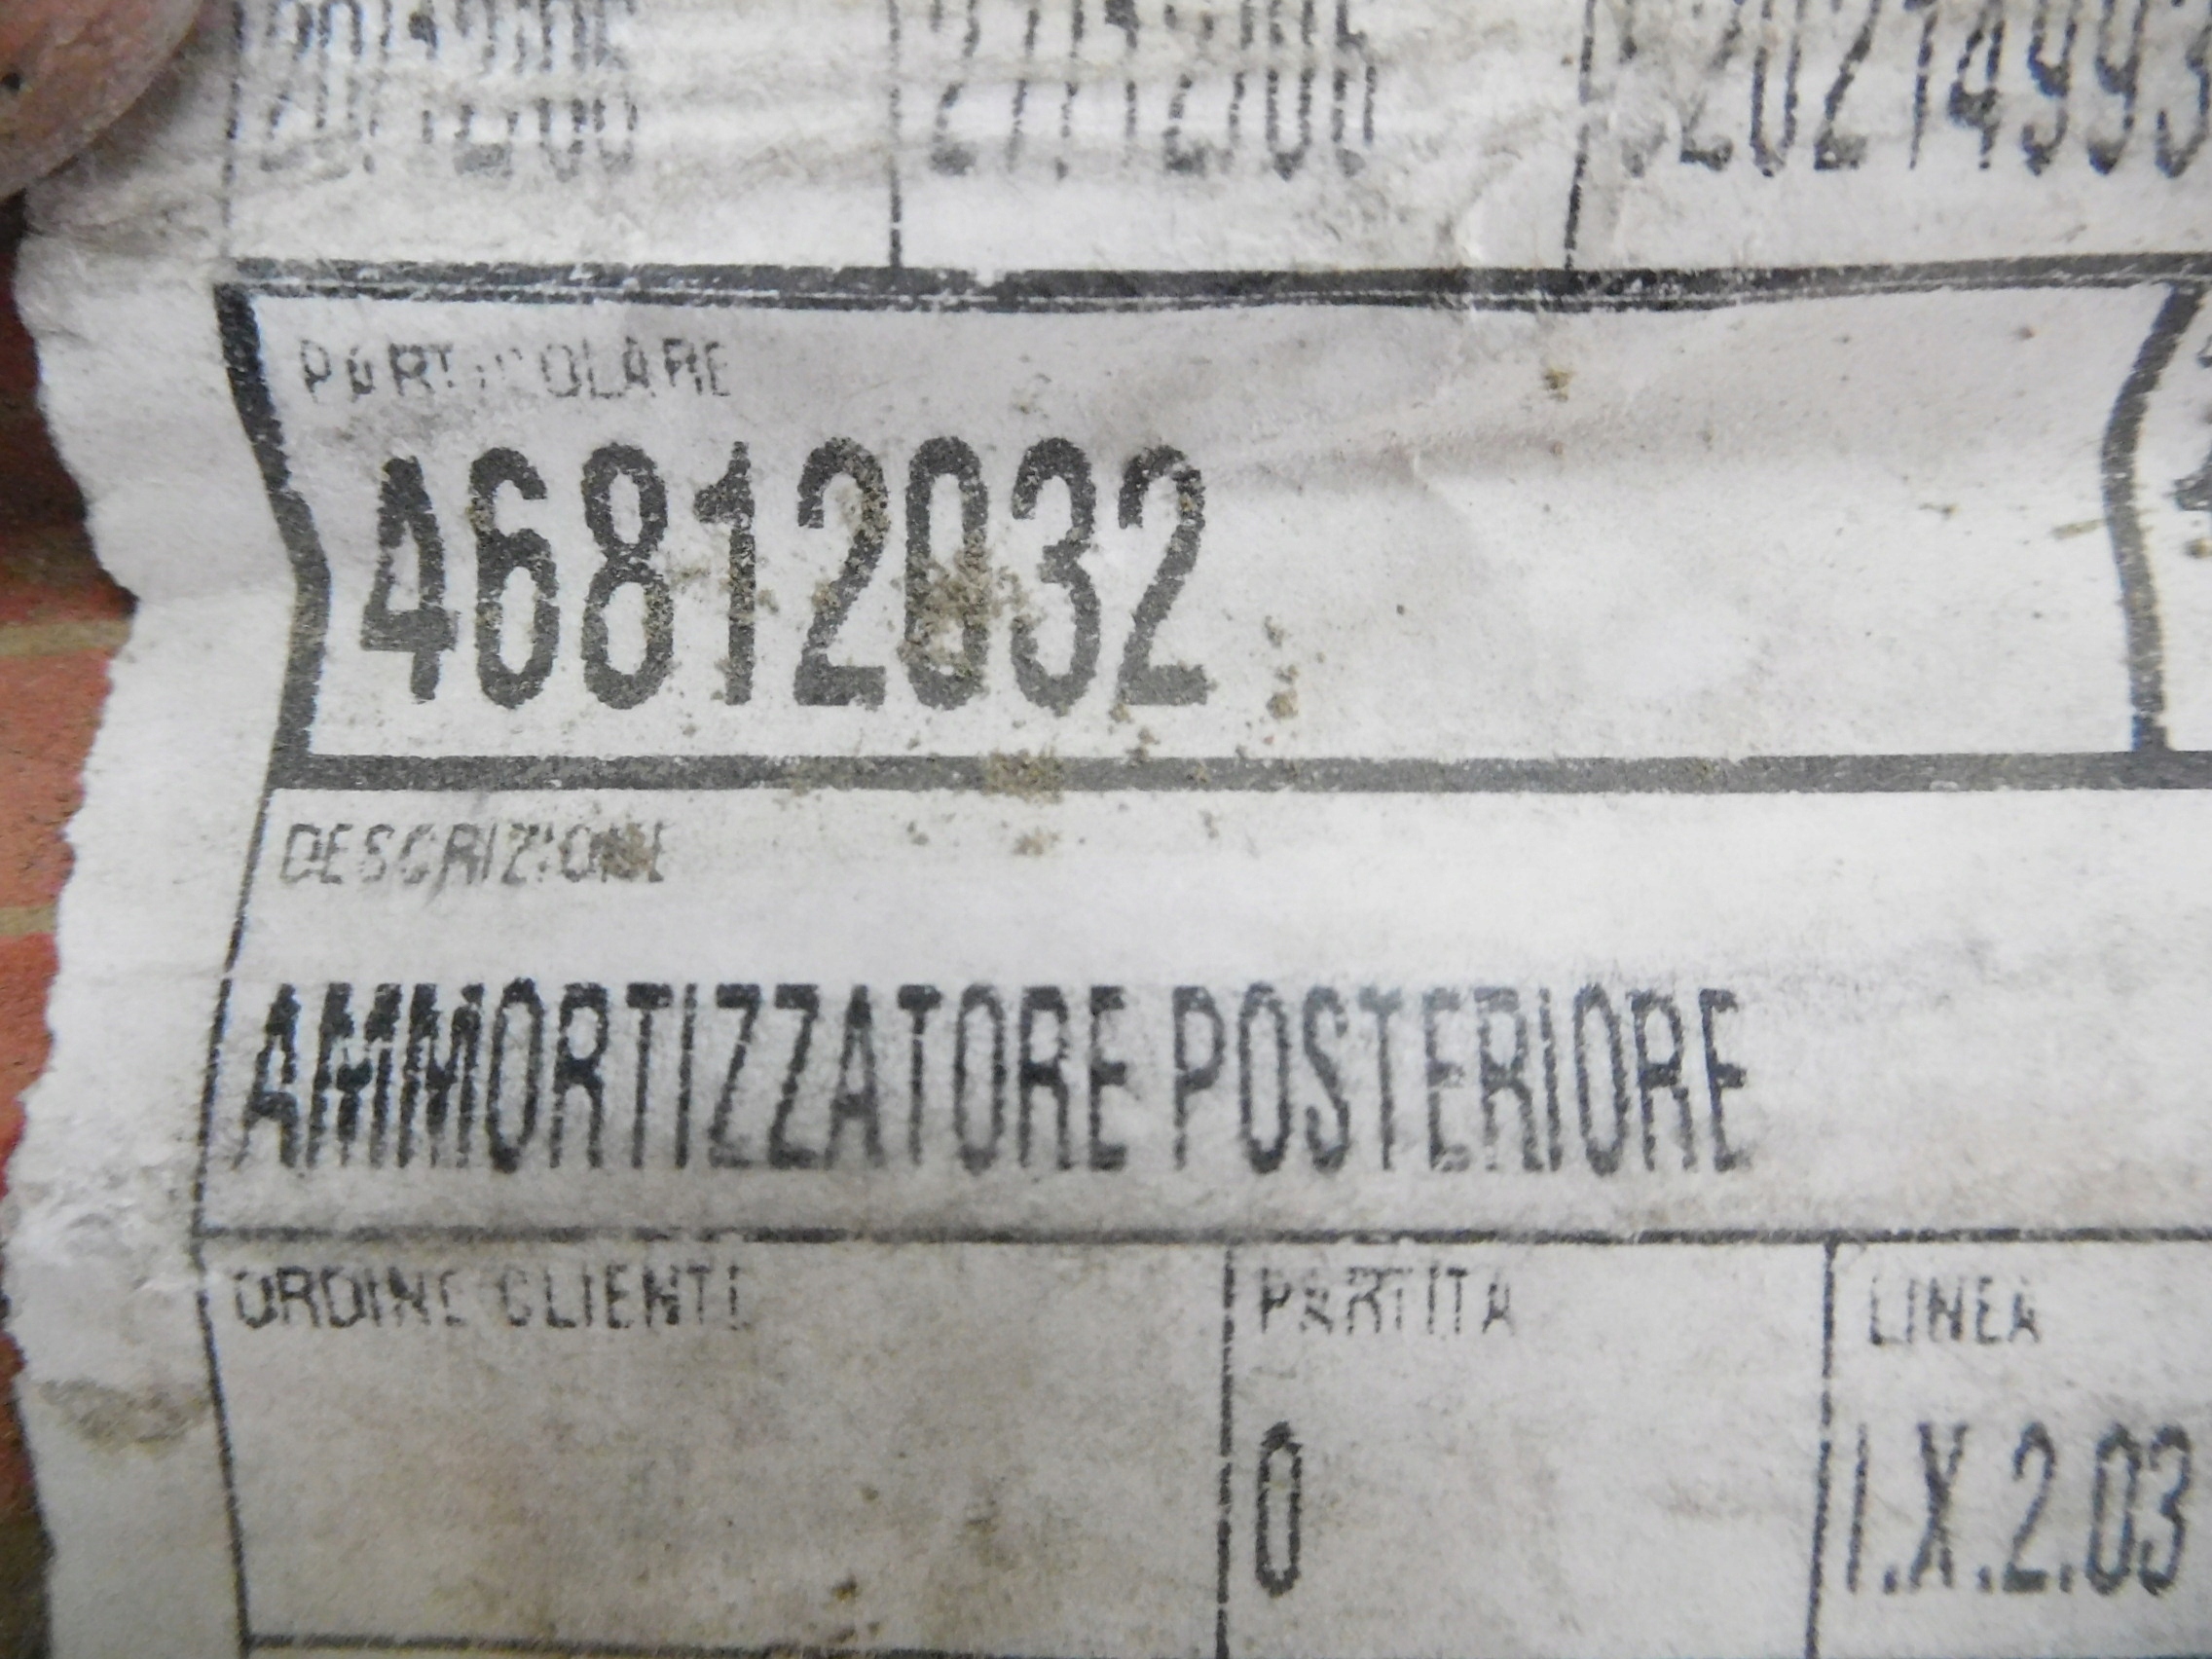 PARTICOLARE
46812032
DESCRIZIONE
AMMORTIZZATORE POSTERIORE
ORDINE CLIENTE PARTITA LINEA
0 I.X.2.03